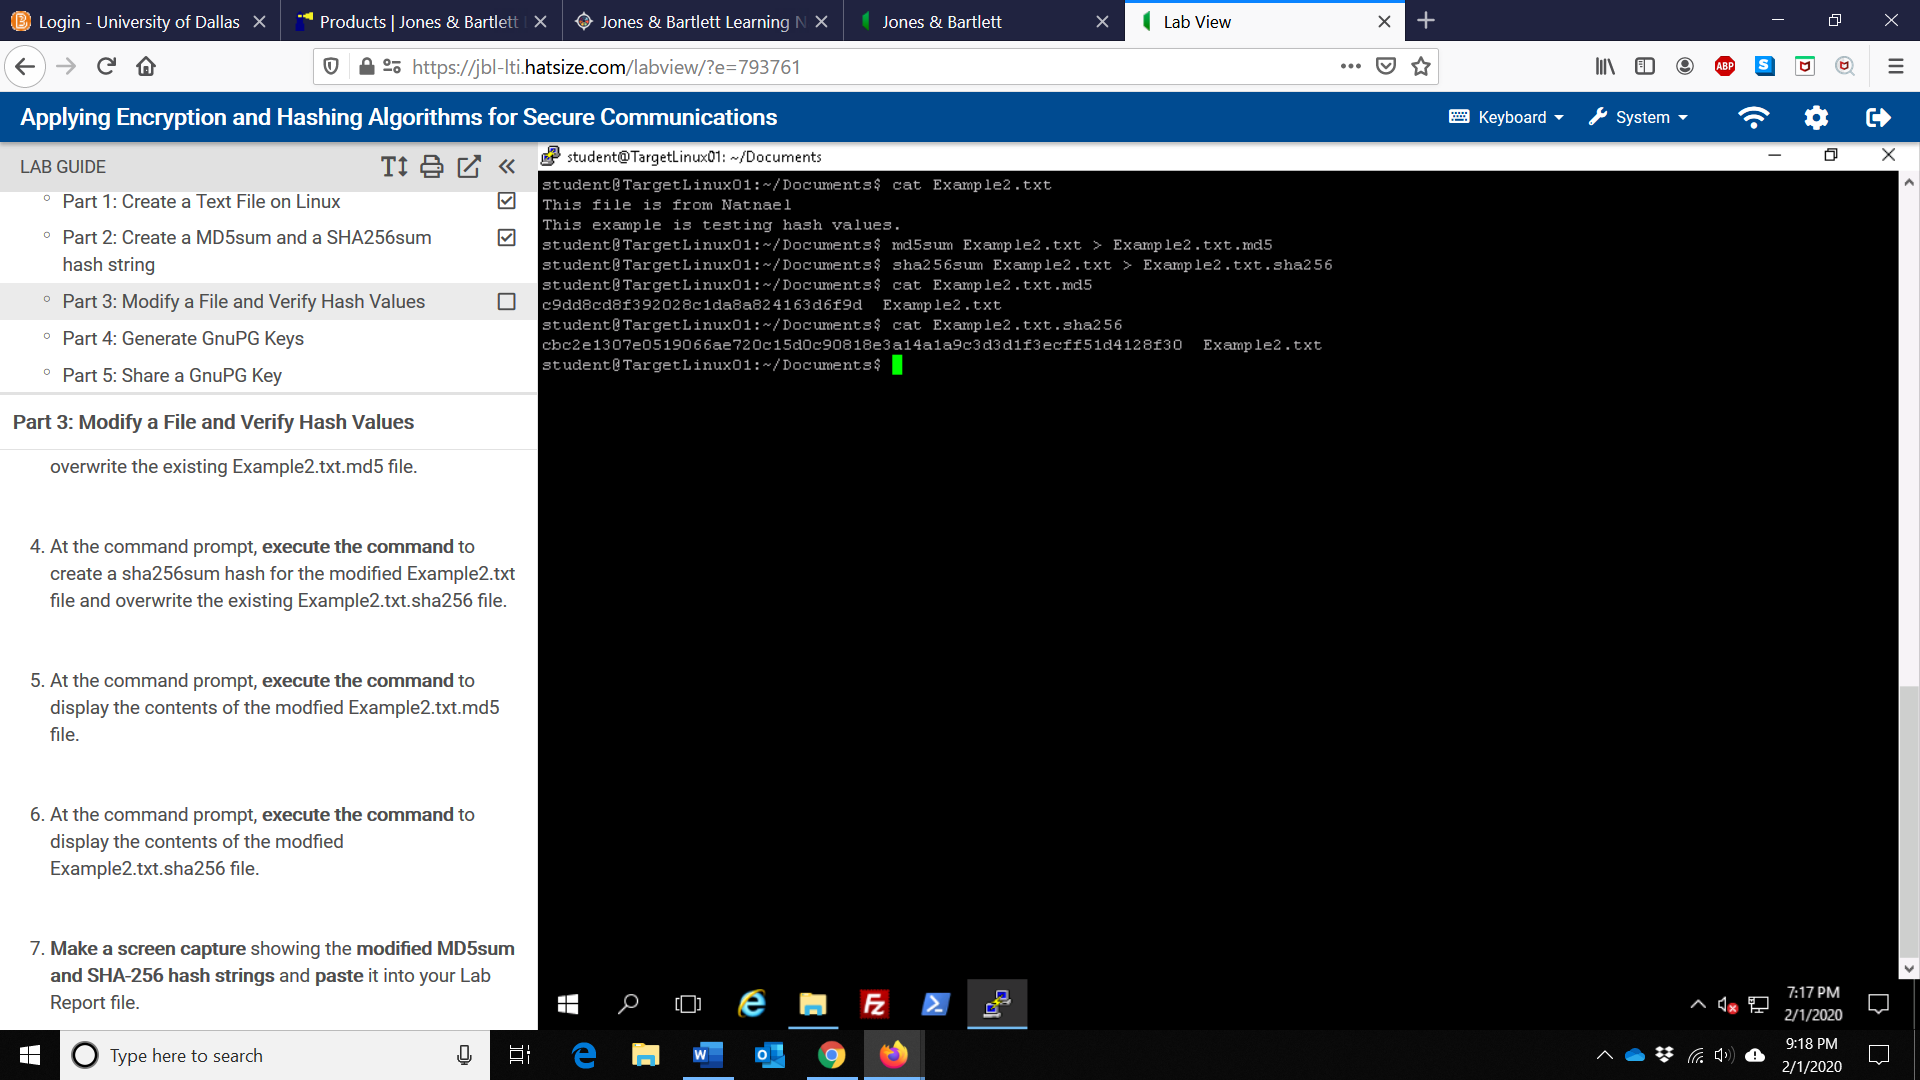 Login - University of Dallas
Products | Jones & Bartlett
Jones & Bartlett Learning N
Jones & Bartlett
Lab View
https://jbl-lti.hatsize.com/labview/?e=793761
ABP
S
Applying Encryption and Hashing Algorithms for Secure Communications
Keyboard
System
LAB GUIDE
Part 1: Create a Text File on Linux
Part 2: Create a MD5sum and a SHA256sum
hash string
Part 3: Modify a File and Verify Hash Values
Part 4: Generate GnuPG Keys
Part 5: Share a GnuPG Key
Part 3: Modify a File and Verify Hash Values
overwrite the existing Example2.txt.md5 file.
4. At the command prompt, execute the command to
create a sha256sum hash for the modified Example2.txt
file and overwrite the existing Example2.txt.sha256 file.
5. At the command prompt, execute the command to
display the contents of the modfied Example2.txt.md5
file.
6. At the command prompt, execute the command to
display the contents of the modfied
Example2.txt.sha256 file.
7. Make a screen capture showing the modified MD5sum
and SHA-256 hash strings and paste it into your Lab
Report file.
student@TargetLinux01: ~/Documents
student@TargetLinux01:~/Documents$ cat Example2.txt
This file is from Natnael
This example is testing hash values.
student@TargetLinux01:~/Documents$ md5sum Example2.txt > Example2.txt.md5
student@TargetLinux01:~/Documents$ sha256sum Example2.txt > Example2.txt.sha256
student@TargetLinux01:~/Documents$ cat Example2.txt.md5
c9dd8cd8f392028c1da8a824163d6f9d  Example2.txt
student@TargetLinux01:~/Documents$ cat Example2.txt.sha256
cbc2e1307e0519066ae720c15d0c90818e3a14a1a9c3d3d1f3ecff51d4128f30  Example2.txt
student@TargetLinux01:~/Documents$
Fz
7:17 PM
2/1/2020
Type here to search
9:18 PM
2/1/2020